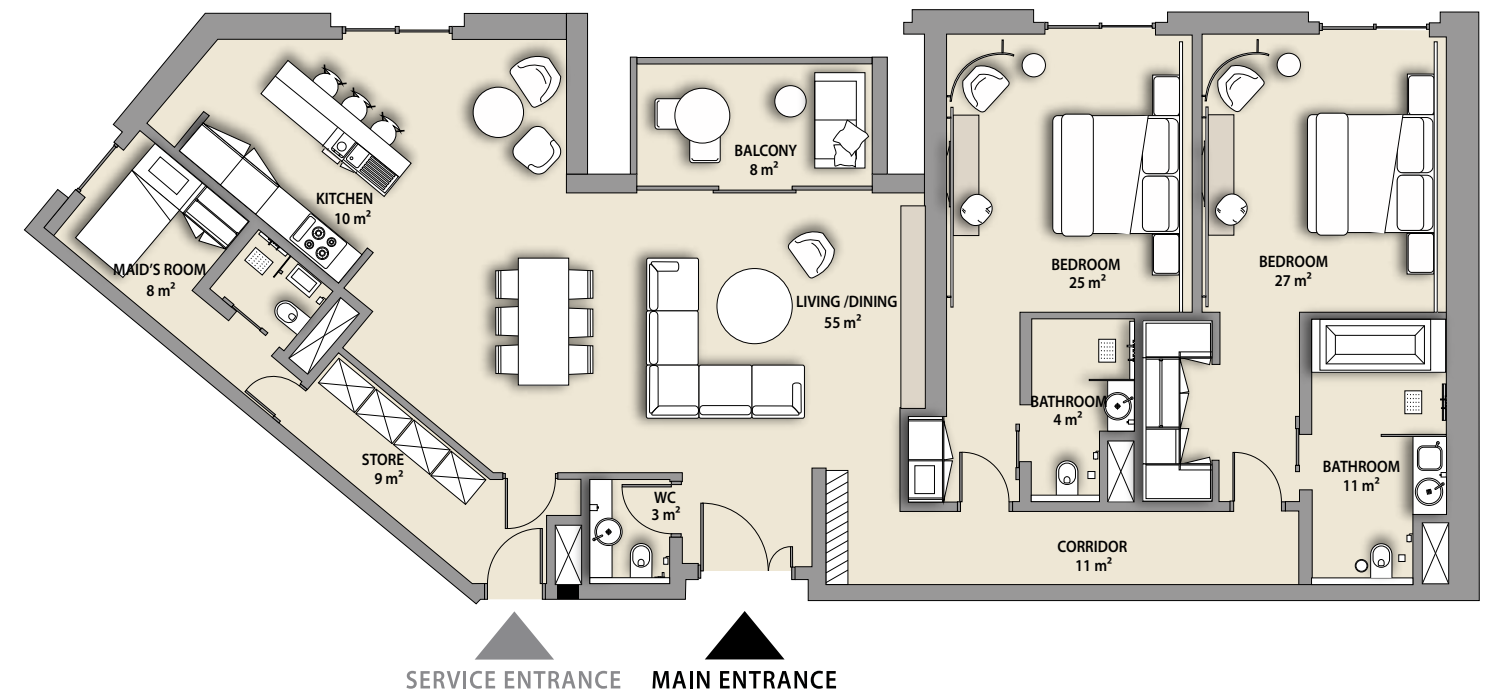 BALCONY
8 m²
KITCHEN
10 m²
MAID'S ROOM
8 m²
LIVING /DINING
55 m²
BEDROOM
25 m²
BEDROOM
27 m²
BATHROOM
4 m²
STORE
9 m²
WC
3 m²
BATHROOM
11 m²
CORRIDOR
11 m²
SERVICE ENTRANCE
MAIN ENTRANCE